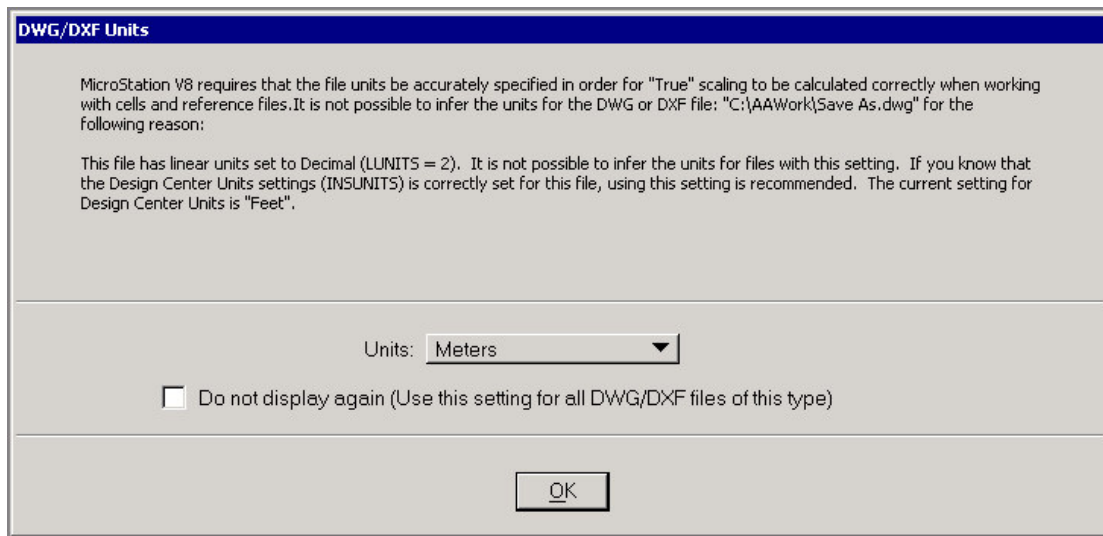 DWG/DXF Units
MicroStation V8 requires that the file units be accurately specified in order for "True" scaling to be calculated correctly when working
with cells and reference files.It is not possible to infer the units for the DWG or DXF file: "C:\AAWork\Save As.dwg" for the
following reason:
This file has linear units set to Decimal (LUNITS = 2).  It is not possible to infer the units for files with this setting.  If you know that
the Design Center Units settings (INSUNITS) is correctly set for this file, using this setting is recommended.  The current setting for
Design Center Units is "Feet".
Units: Meters
Do not display again (Use this setting for all DWG/DXF files of this type)
OK